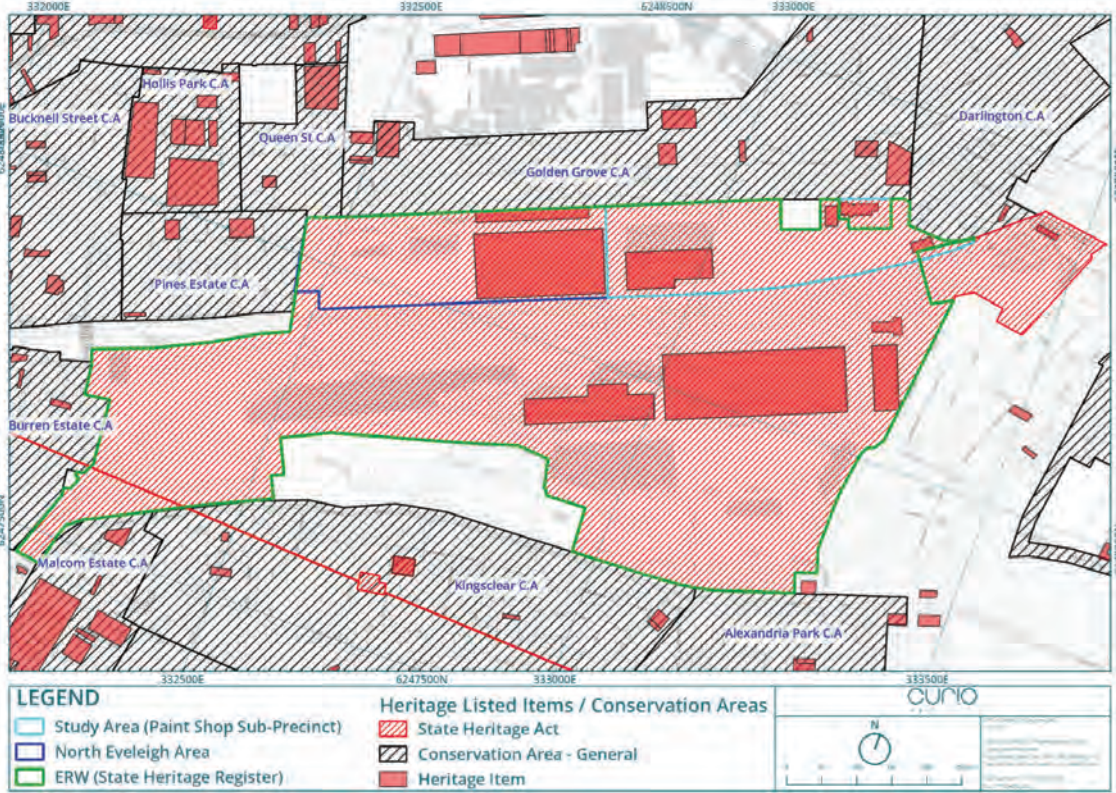 332000E 332500E 6248500N 333000E
Hollis Park C.A
Bucknell Street C.A
Queen St C.A
Darlington C.A
Golden Grove C.A
Pines Estate C.A
Burren Estate C.A
Malcom Estate C.A
Kingsclear C.A
Alexandria Park C.A
332500E 6247500N 333000E 333500E
LEGEND
Study Area (Paint Shop Sub-Precinct)
North Eveleigh Area
ERW (State Heritage Register)
Heritage Listed Items / Conservation Areas
State Heritage Act
Conservation Area - General
Heritage Item
curio
N